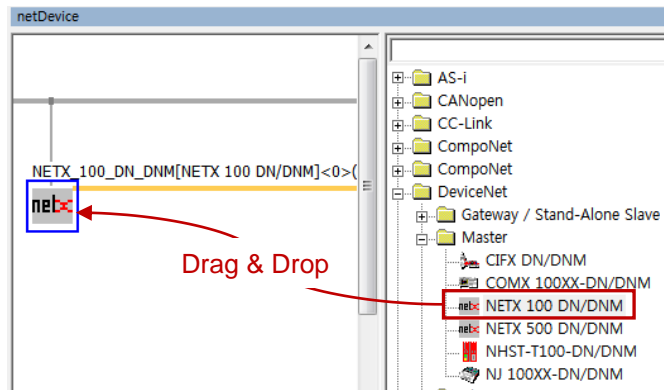 netDevice
NETX_100_DN_DNM[NETX 100 DN/DNM]<0>(
netx
Drag & Drop
AS-i
CANopen
CC-Link
CompoNet
CompoNet
DeviceNet
Gateway / Stand-Alone Slave
Master
CIFX DN/DNM
COMX 100XX-DN/DNM
netx NETX 100 DN/DNM
netx NETX 500 DN/DNM
NHST-T100-DN/DNM
NJ 100XX-DN/DNM